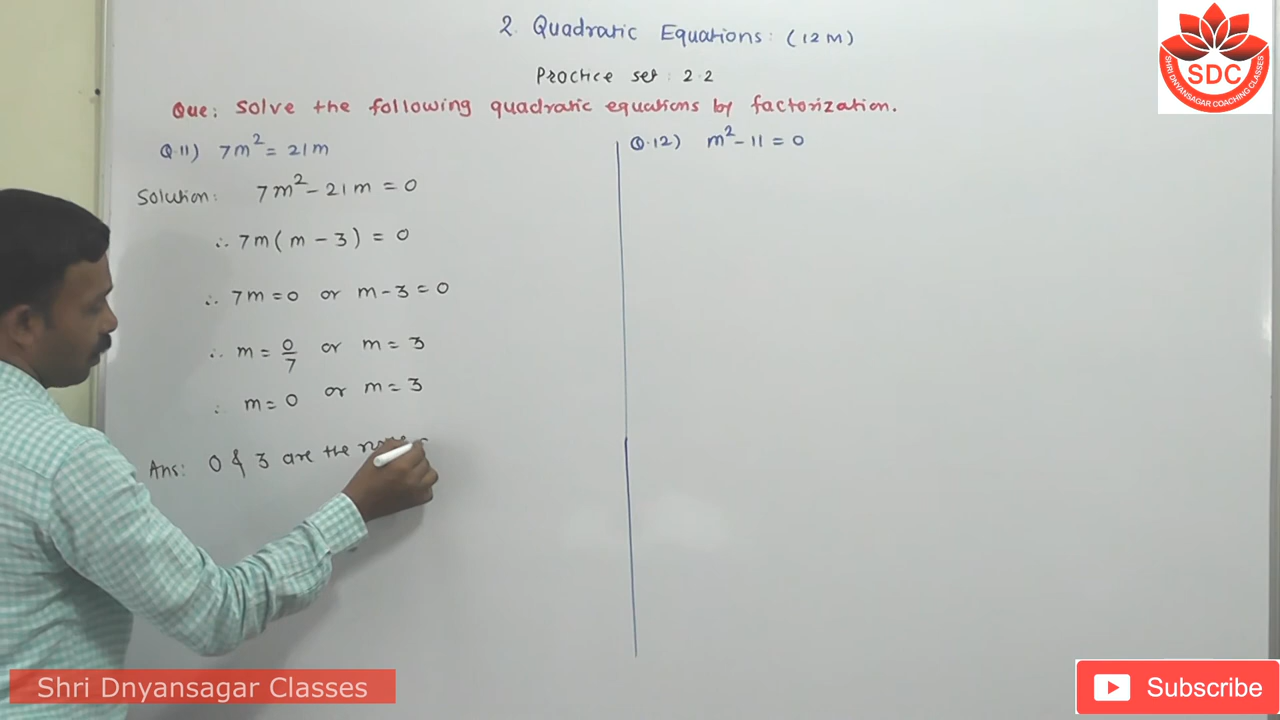 2. Quadratic Equations: (12M)
Practice set: 2.2
Que: Solve the following quadratic equations by factorization.
Q.11) 7m² = 21m
Solution: 7m² - 21m = 0
∴ 7m(m - 3) = 0
∴ 7m = 0 or m - 3 = 0
∴ m = 0/7 or m = 3
∴ m = 0 or m = 3
Ans: 0 & 3 are the
Q.12) m² - 11 = 0
SDC
SHRI DNYANSAGAR COACHING CLASSES
Shri Dnyansagar Classes
Subscribe